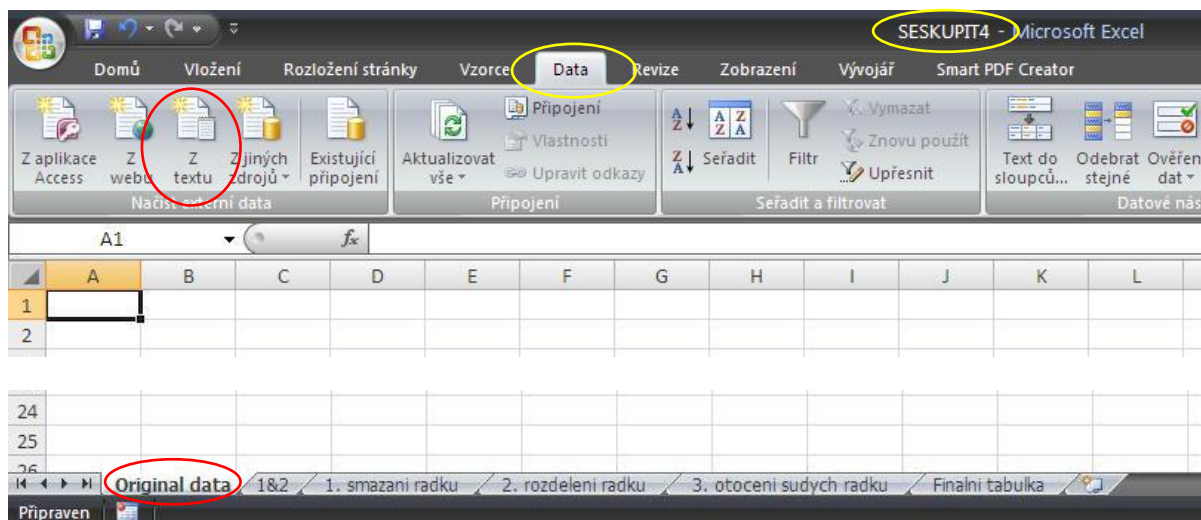 SESKUPIT4 - Microsoft Excel
Domů Vložení Rozložení stránky Vzorce Data Revize Zobrazení Vývojář Smart PDF Creator
Z aplikace Access
Z webu
Z textu
Z jiných zdrojů
Existující připojení
Načíst externí data
Aktualizovat vše
Připojení
Vlastnosti
Upravit odkazy
Připojení
Seřadit
Filtr
Vymazat
Znovu použít
Upřesnit
Seřadit a filtrovat
Text do sloupců...
Odebrat stejné
Ověřen dat
Datové nás
A1 fx
A B C D E F G H I J K L
1
2
24
25
26
Original data 1&2 1. smazani radku 2. rozdeleni radku 3. otoceni sudych radku Finalni tabulka
Připraven